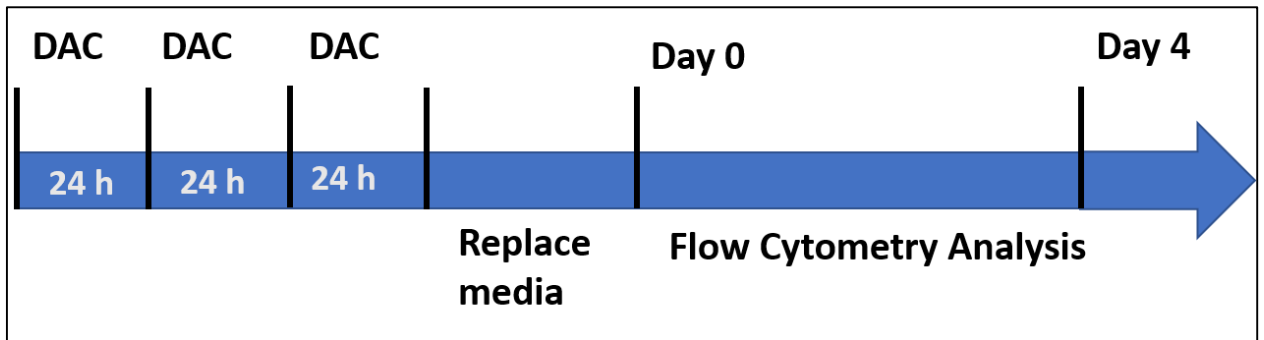 DAC DAC DAC Day 0 Day 4
24 h 24 h 24 h
Replace Flow Cytometry Analysis
media